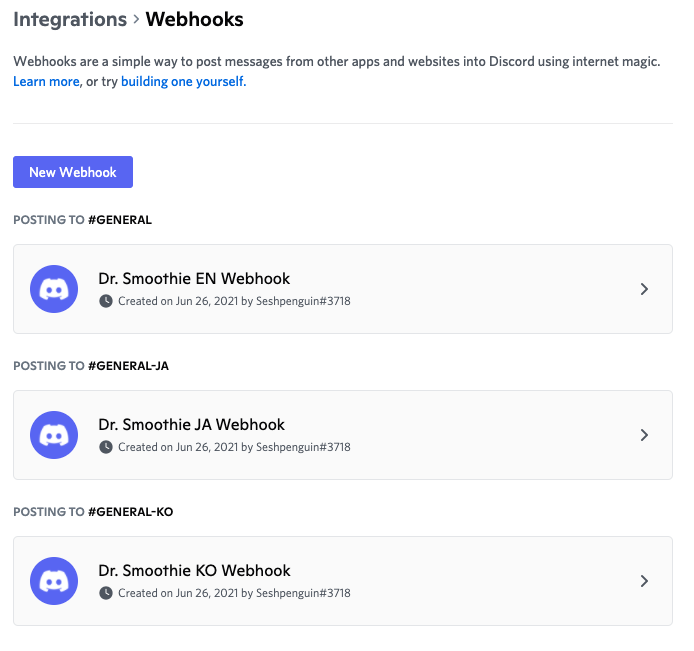 Integrations > Webhooks
Webhooks are a simple way to post messages from other apps and websites into Discord using internet magic.
Learn more, or try building one yourself.
New Webhook
POSTING TO #GENERAL
Dr. Smoothie EN Webhook
Created on Jun 26, 2021 by Seshpenguin#3718
POSTING TO #GENERAL-JA
Dr. Smoothie JA Webhook
Created on Jun 26, 2021 by Seshpenguin#3718
POSTING TO #GENERAL-KO
Dr. Smoothie KO Webhook
Created on Jun 26, 2021 by Seshpenguin#3718